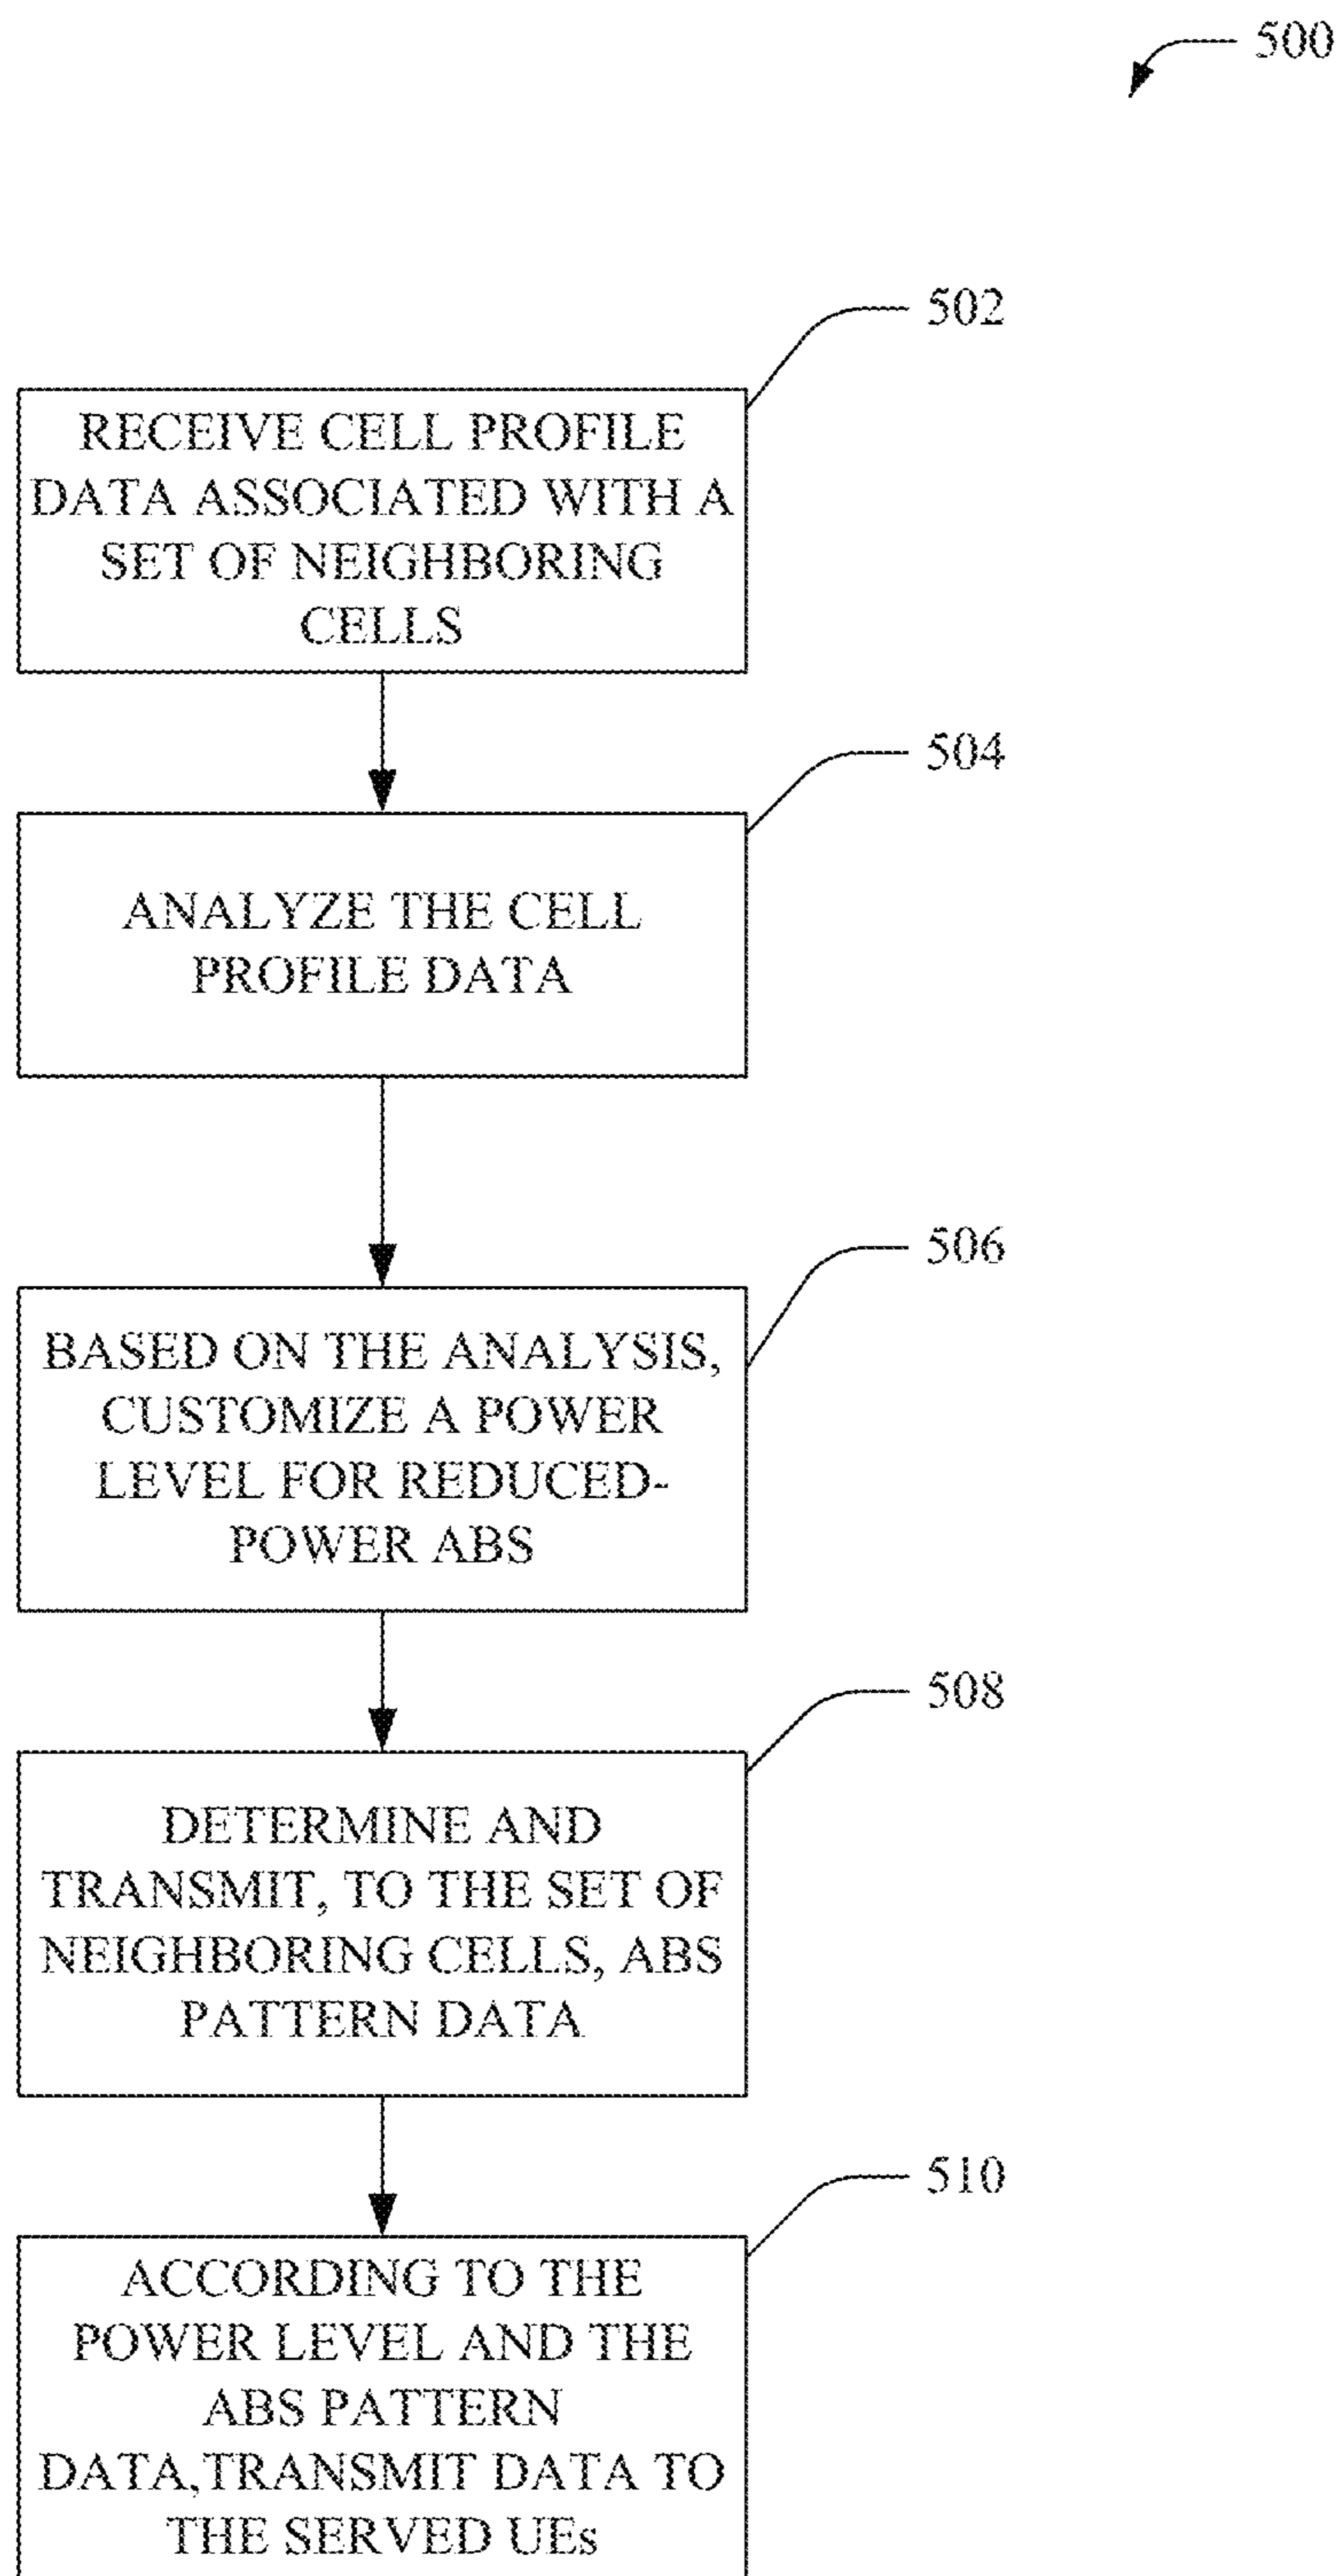 500
502
RECEIVE CELL PROFILE
DATA ASSOCIATED WITH A
SET OF NEIGHBORING
CELLS
504
ANALYZE THE CELL
PROFILE DATA
506
BASED ON THE ANALYSIS,
CUSTOMIZE A POWER
LEVEL FOR REDUCED-
POWER ABS
508
DETERMINE AND
TRANSMIT, TO THE SET OF
NEIGHBORING CELLS, ABS
PATTERN DATA
510
ACCORDING TO THE
POWER LEVEL AND THE
ABS PATTERN
DATA,TRANSMIT DATA TO
THE SERVED UEs